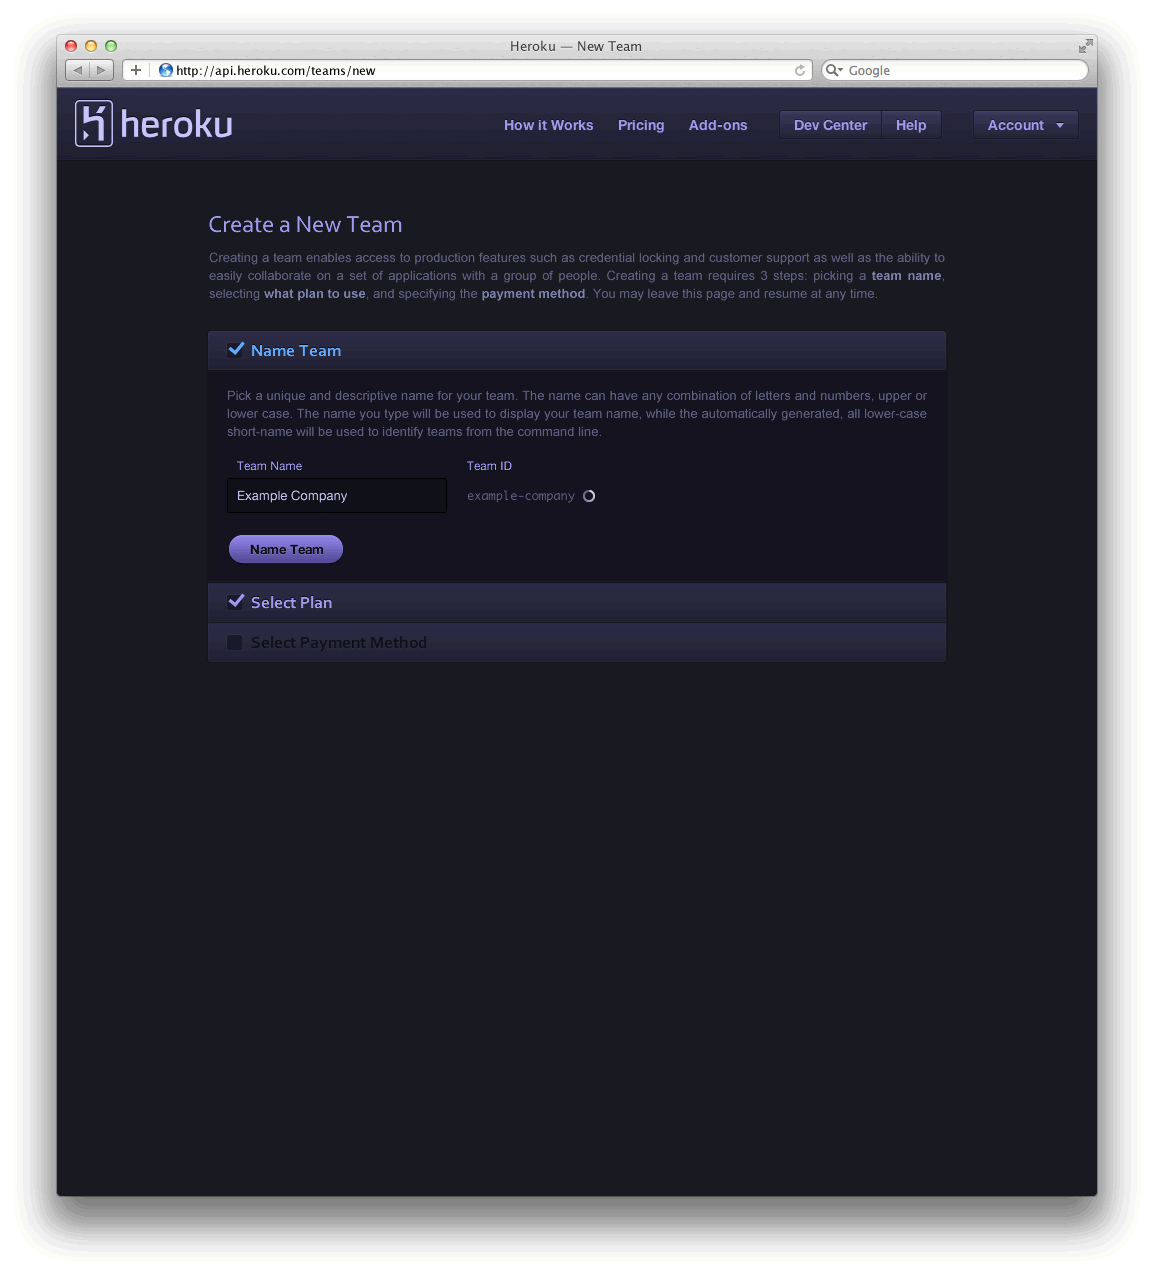 Heroku — New Team
http://api.heroku.com/teams/new
Google
heroku
How it Works
Pricing
Add-ons
Dev Center
Help
Account
Create a New Team
Creating a team enables access to production features such as credential locking and customer support as well as the ability to
easily collaborate on a set of applications with a group of people. Creating a team requires 3 steps: picking a team name,
selecting what plan to use, and specifying the payment method. You may leave this page and resume at any time.
Name Team
Pick a unique and descriptive name for your team. The name can have any combination of letters and numbers, upper or
lower case. The name you type will be used to display your team name, while the automatically generated, all lower-case
short-name will be used to identify teams from the command line.
Team Name
Team ID
Example Company
example-company
Name Team
Select Plan
Select Payment Method